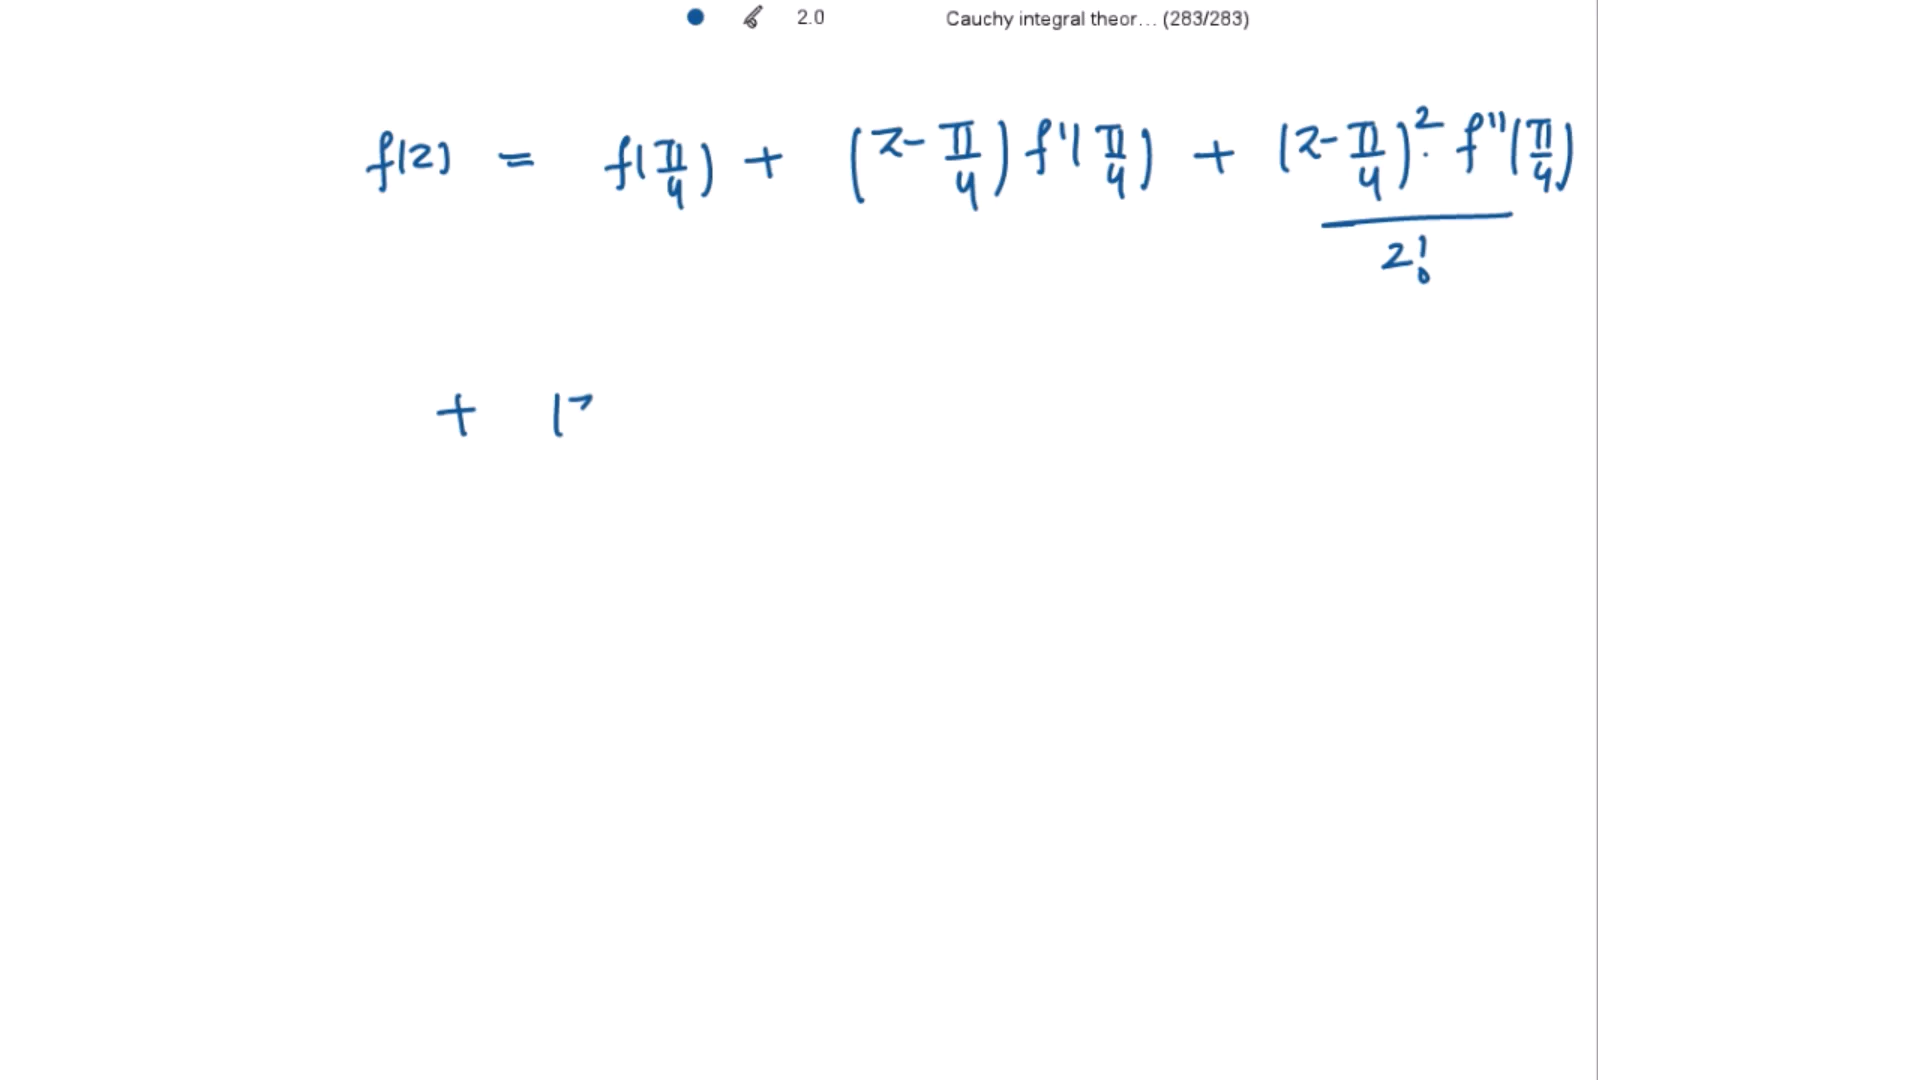 2.0 Cauchy integral theor... (283/283)
f(z) = f(π/4) + (z-π/4) f'(π/4) + (z-π/4)². f''(π/4)
2!
+ (